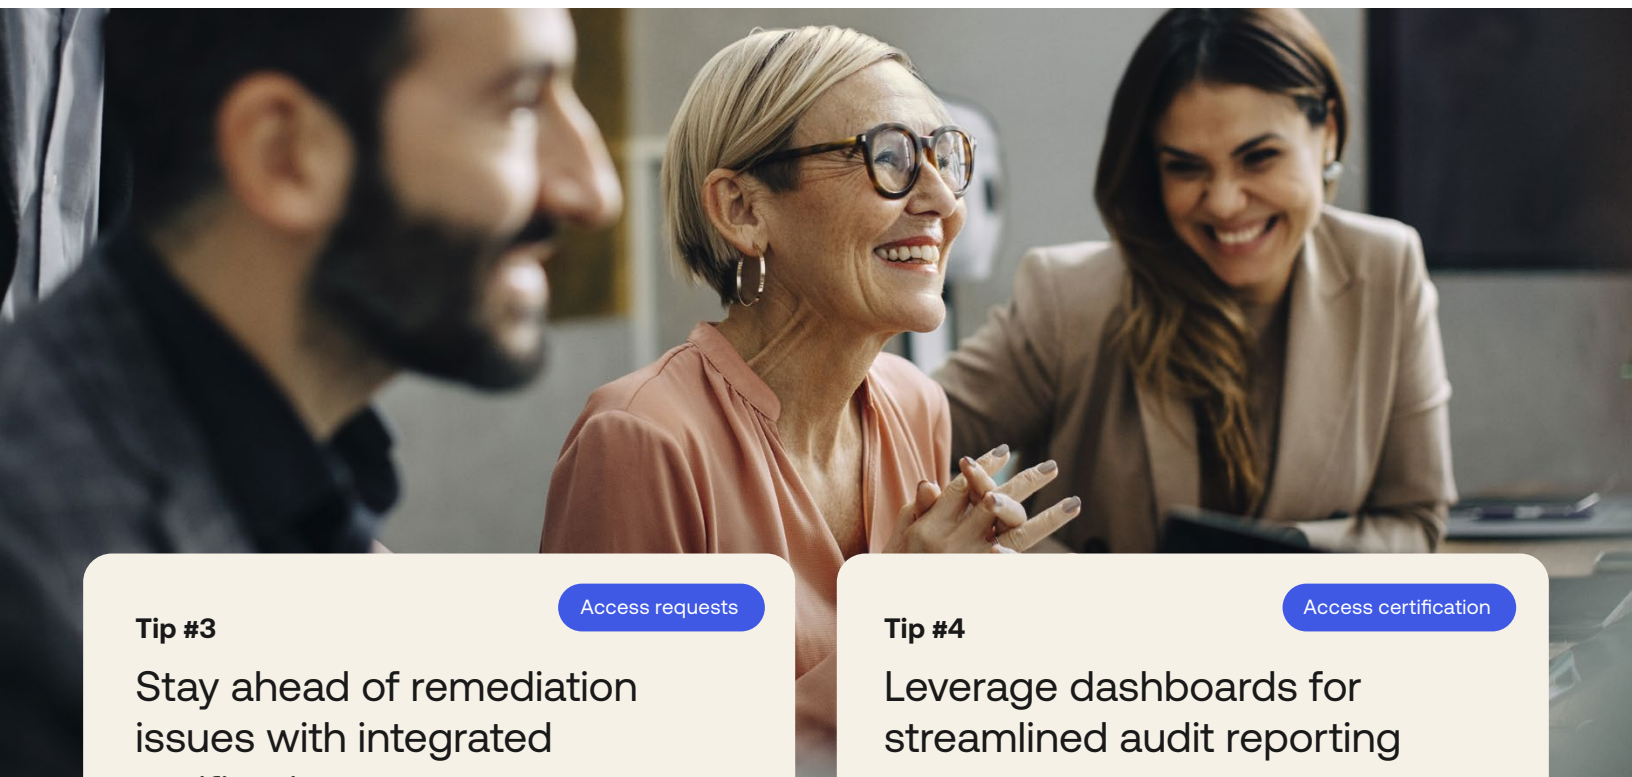 Access requests
Tip #3
Stay ahead of remediation
issues with integrated
Access certification
Tip #4
Leverage dashboards for
streamlined audit reporting